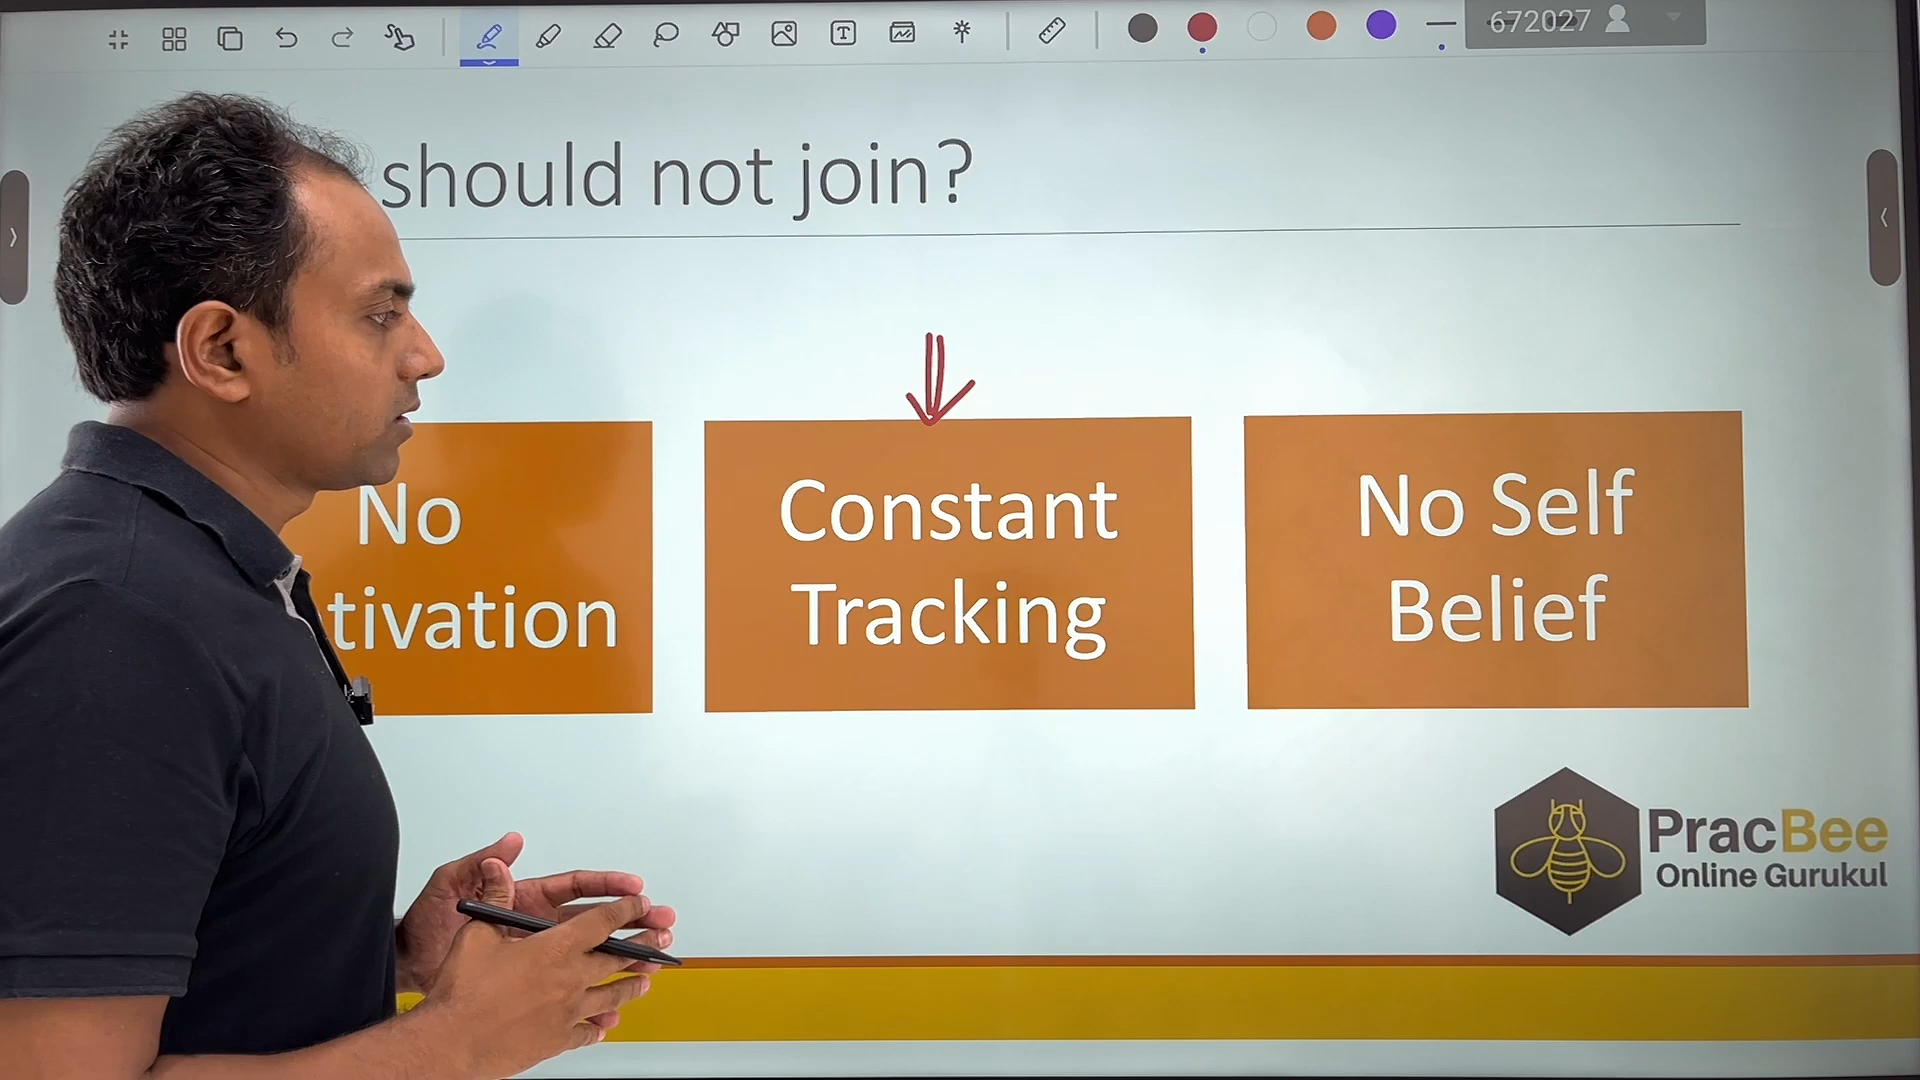 672027
should not join?
No
tivation
Constant
Tracking
No Self
Belief
PracBee
Online Gurukul